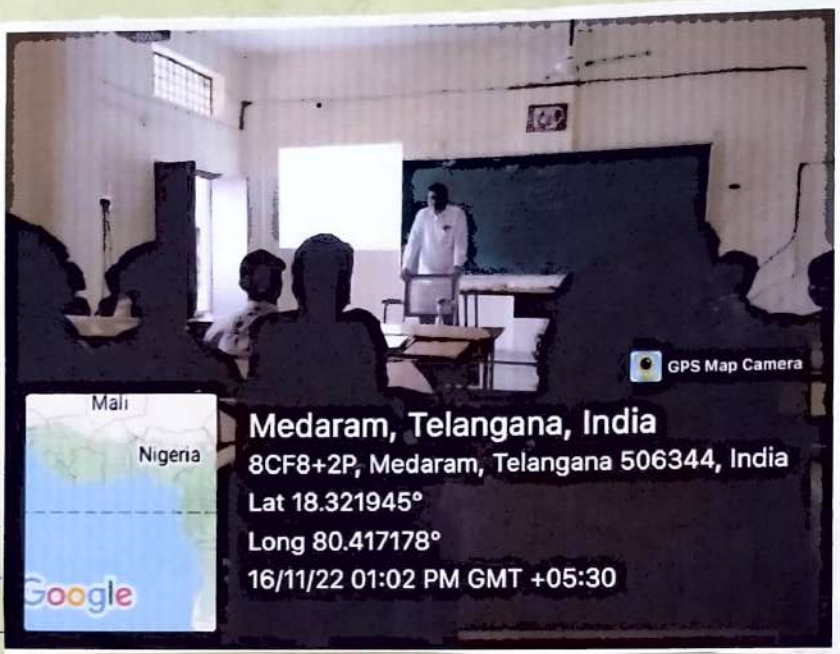 GPS Map Camera
Mali
Nigeria
Google
Medaram, Telangana, India
8CF8+2P, Medaram, Telangana 506344, India
Lat 18.321945°
Long 80.417178°
16/11/22 01:02 PM GMT +05:30